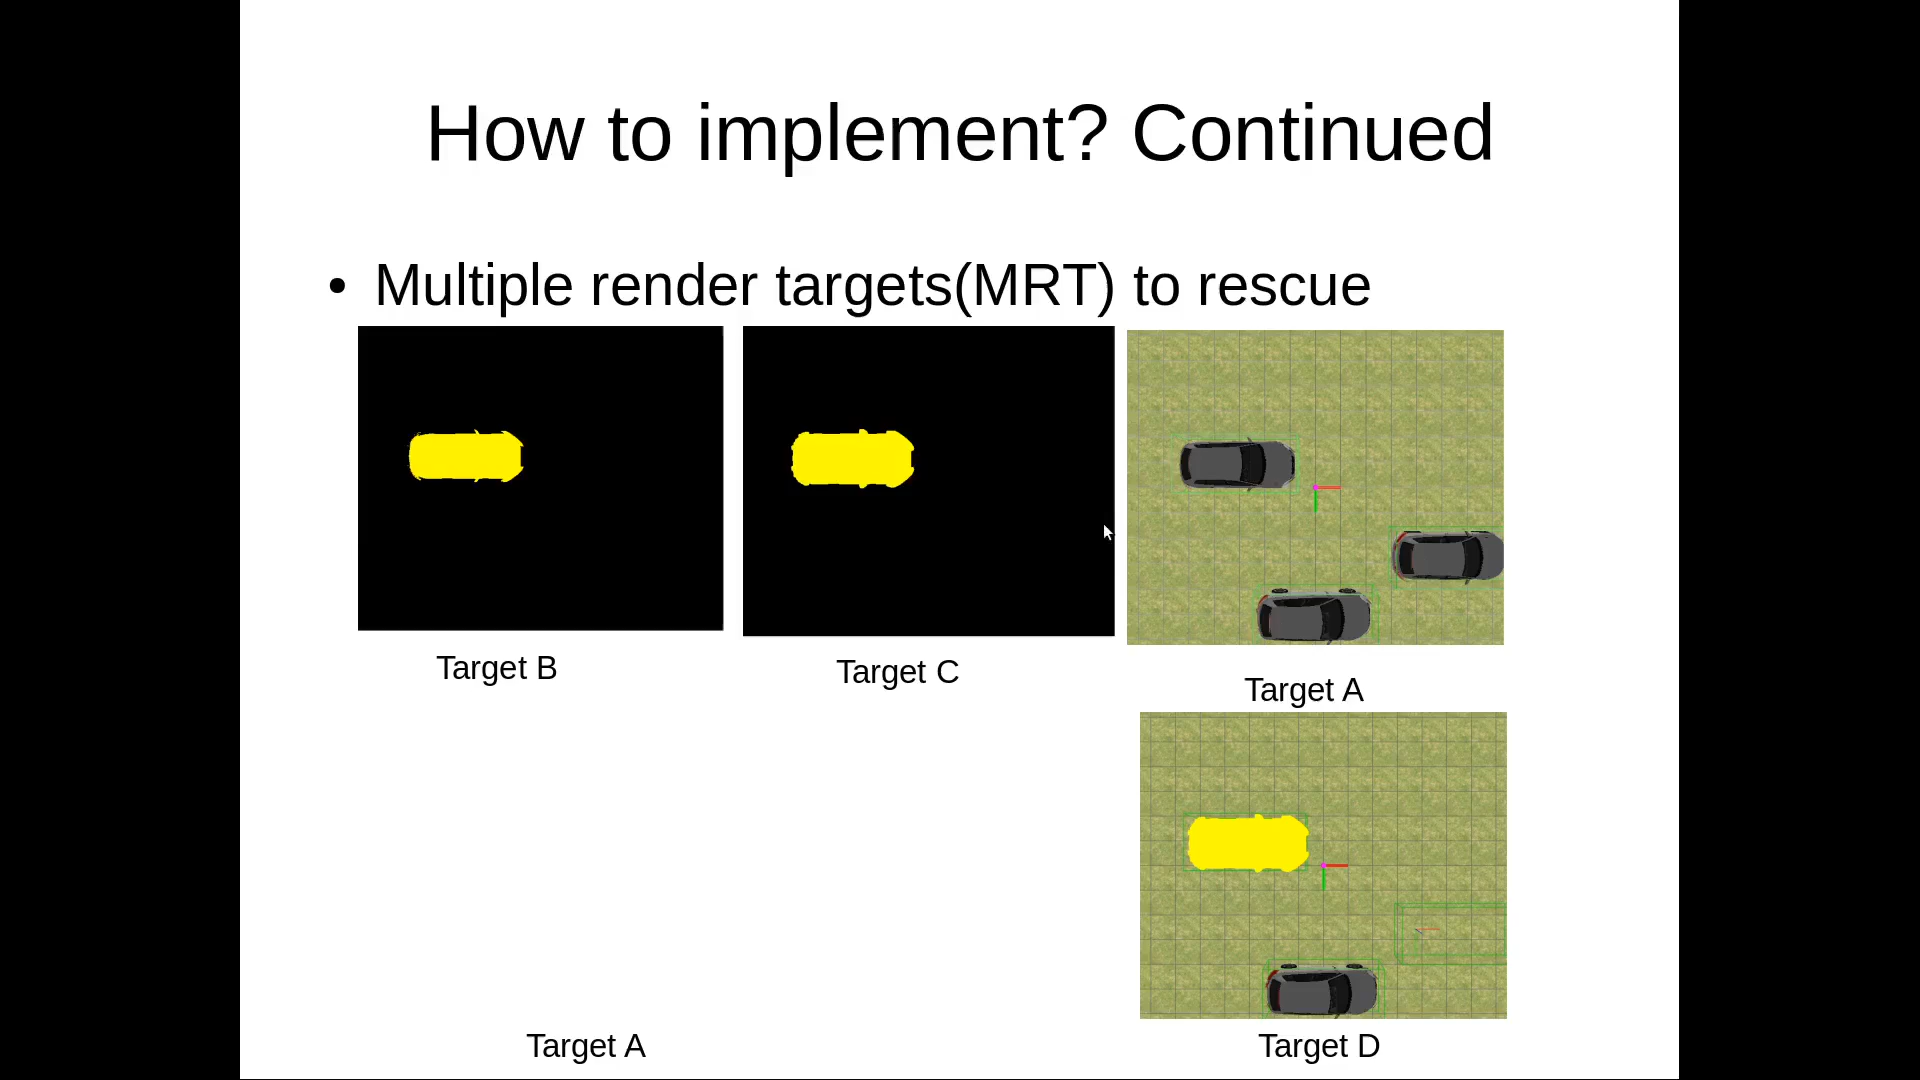 How to implement? Continued
• Multiple render targets(MRT) to rescue
Target B
Target C
Target A
Target A
Target D